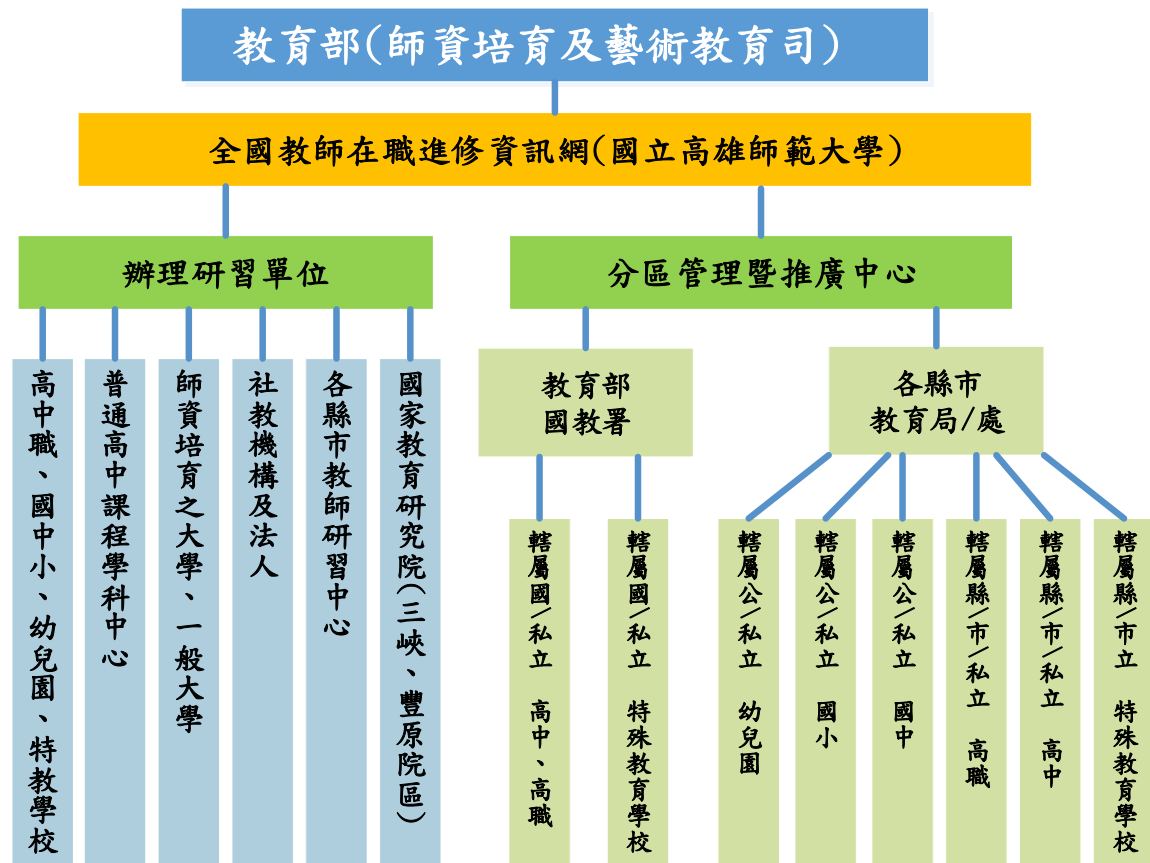 教育部(師資培育及藝術教育司)
全國教師在職進修資訊網(國立高雄師範大學)
辦理研習單位
分區管理暨推廣中心
高中職、國中小、幼兒園、特教學校
普通高中課程學科中心
師資培育之大學、一般大學
社教機構及法人
各縣市教師研習中心
國家教育研究院(三峽、豐原院區)
教育部
國教署
各縣市
教育局/處
轄屬國/私立 高中、高職
轄屬國/私立 特殊教育學校
轄屬公/私立 幼兒園
轄屬公/私立 國小
轄屬公/私立 國中
轄屬縣/市/私立 高職
轄屬縣/市/私立 高中
轄屬縣/市立 特殊教育學校